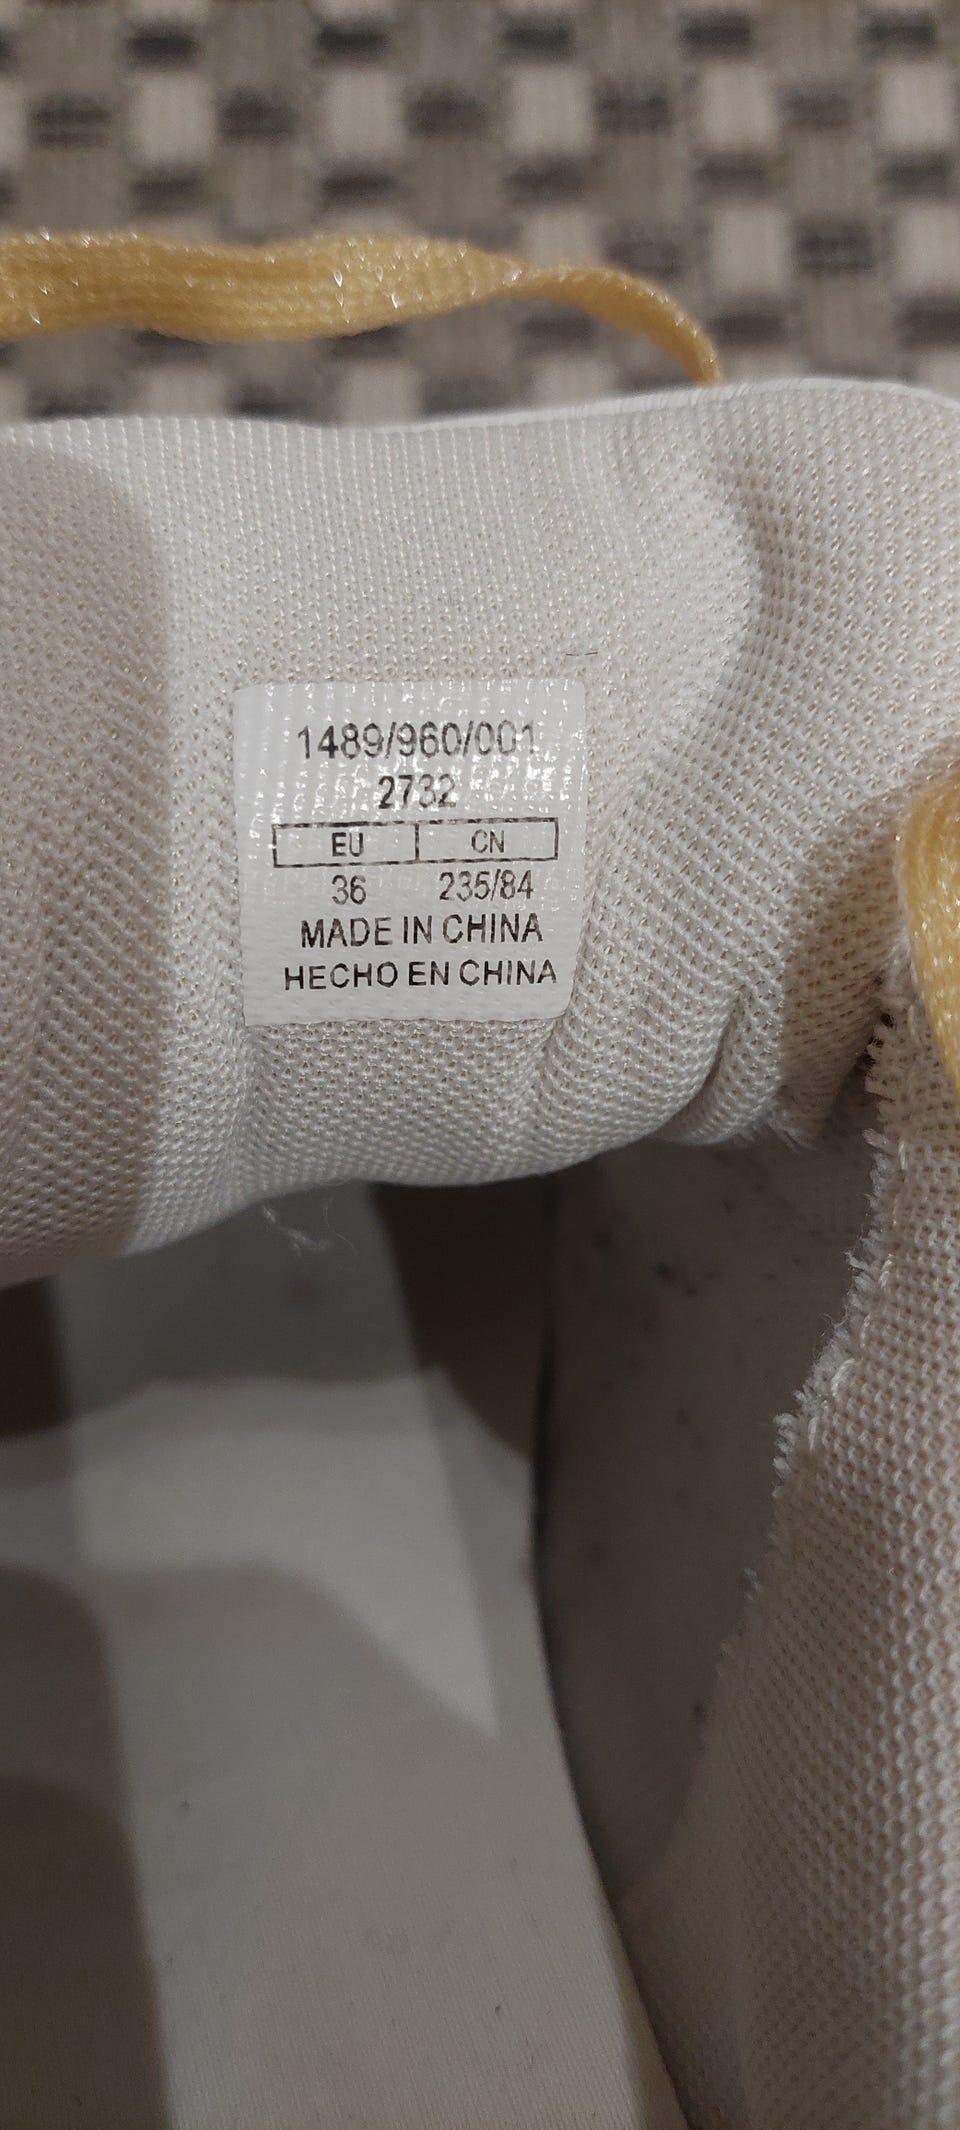 1489/960/001
2732
EU CN
36 235/84
MADE IN CHINA
HECHO EN CHINA